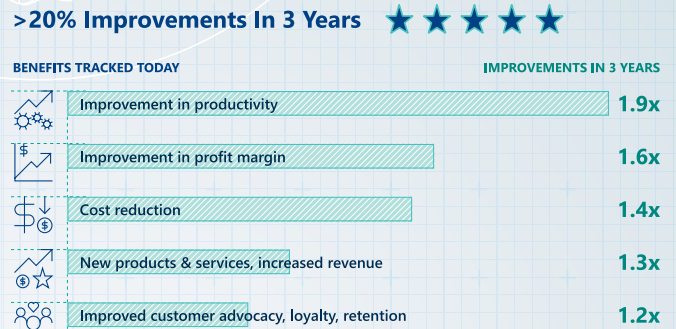 >20% Improvements In 3 Years
BENEFITS TRACKED TODAY IMPROVEMENTS IN 3 YEARS
Improvement in productivity 1.9x
$ Improvement in profit margin 1.6x
$ $ Cost reduction 1.4x
$ New products & services, increased revenue 1.3x
Improved customer advocacy, loyalty, retention 1.2x